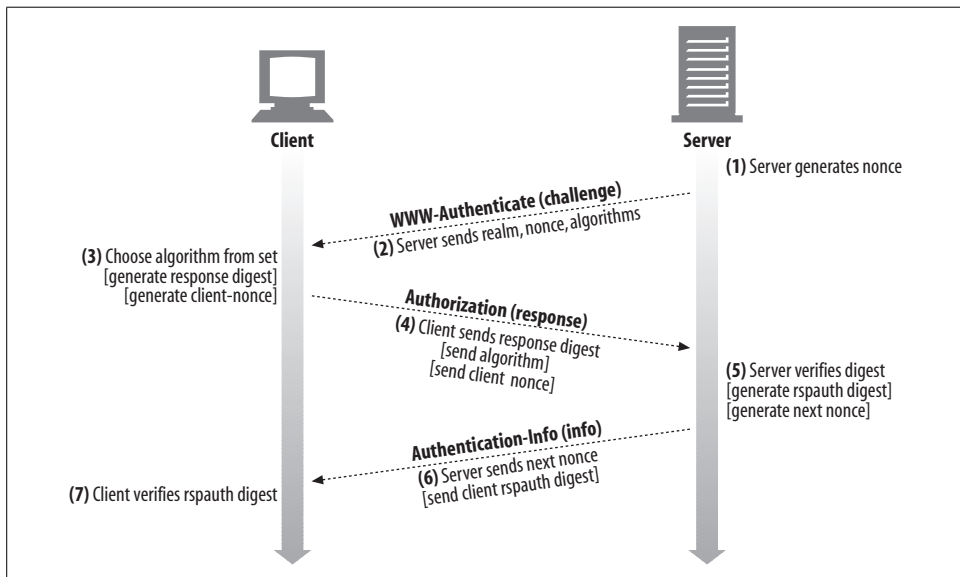 Client
Server
(1) Server generates nonce
WWW-Authenticate (challenge)
(2) Server sends realm, nonce, algorithms
(3) Choose algorithm from set
[generate response digest]
[generate client-nonce]
Authorization (response)
(4) Client sends response digest
[send algorithm]
[send client nonce]
(5) Server verifies digest
[generate rspauth digest]
[generate next nonce]
Authentication-Info (info)
(6) Server sends next nonce
[send client rspauth digest]
(7) Client verifies rspauth digest